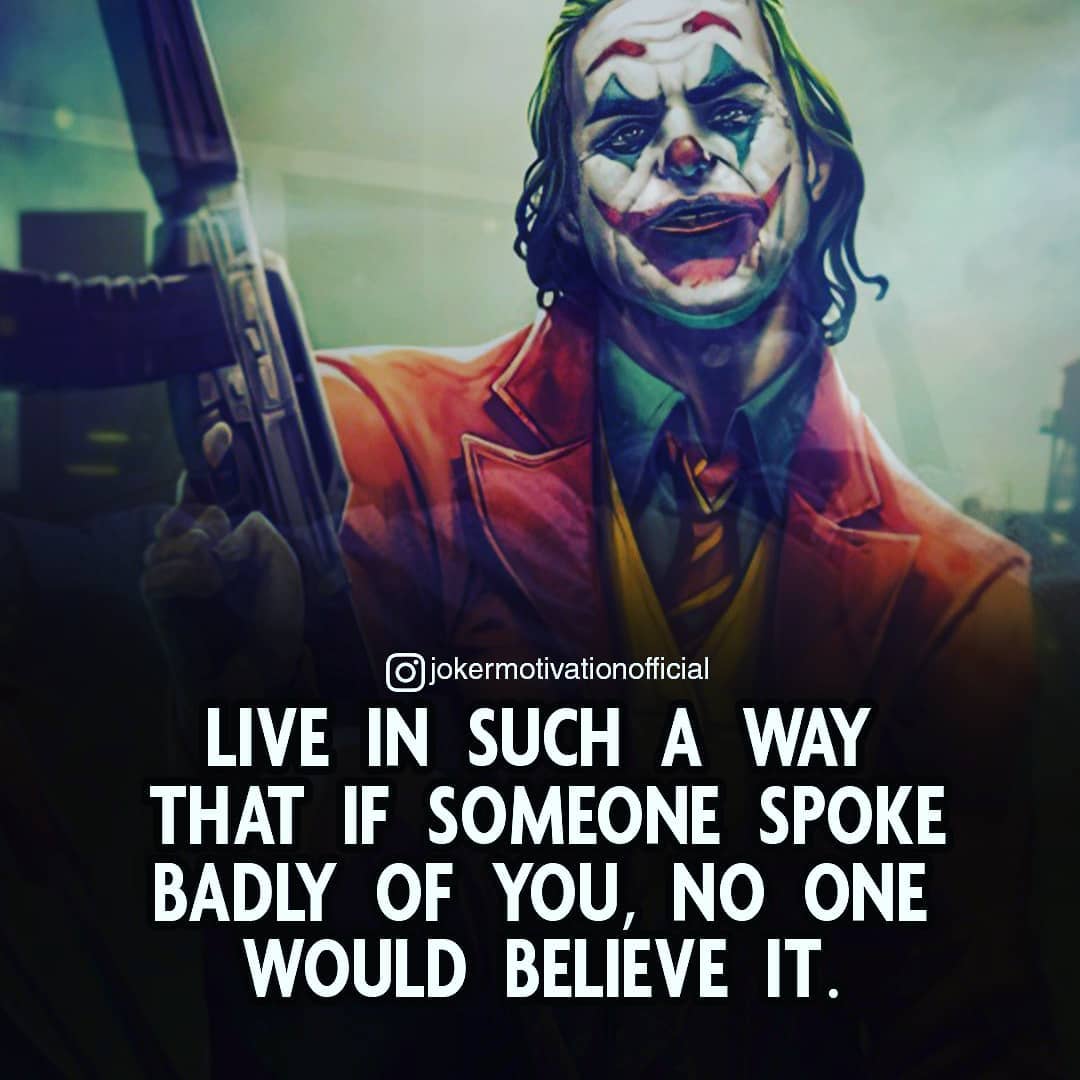 jokermotivationofficial
LIVE IN SUCH A WAY
THAT IF SOMEONE SPOKE
BADLY OF YOU, NO ONE
WOULD BELIEVE IT.